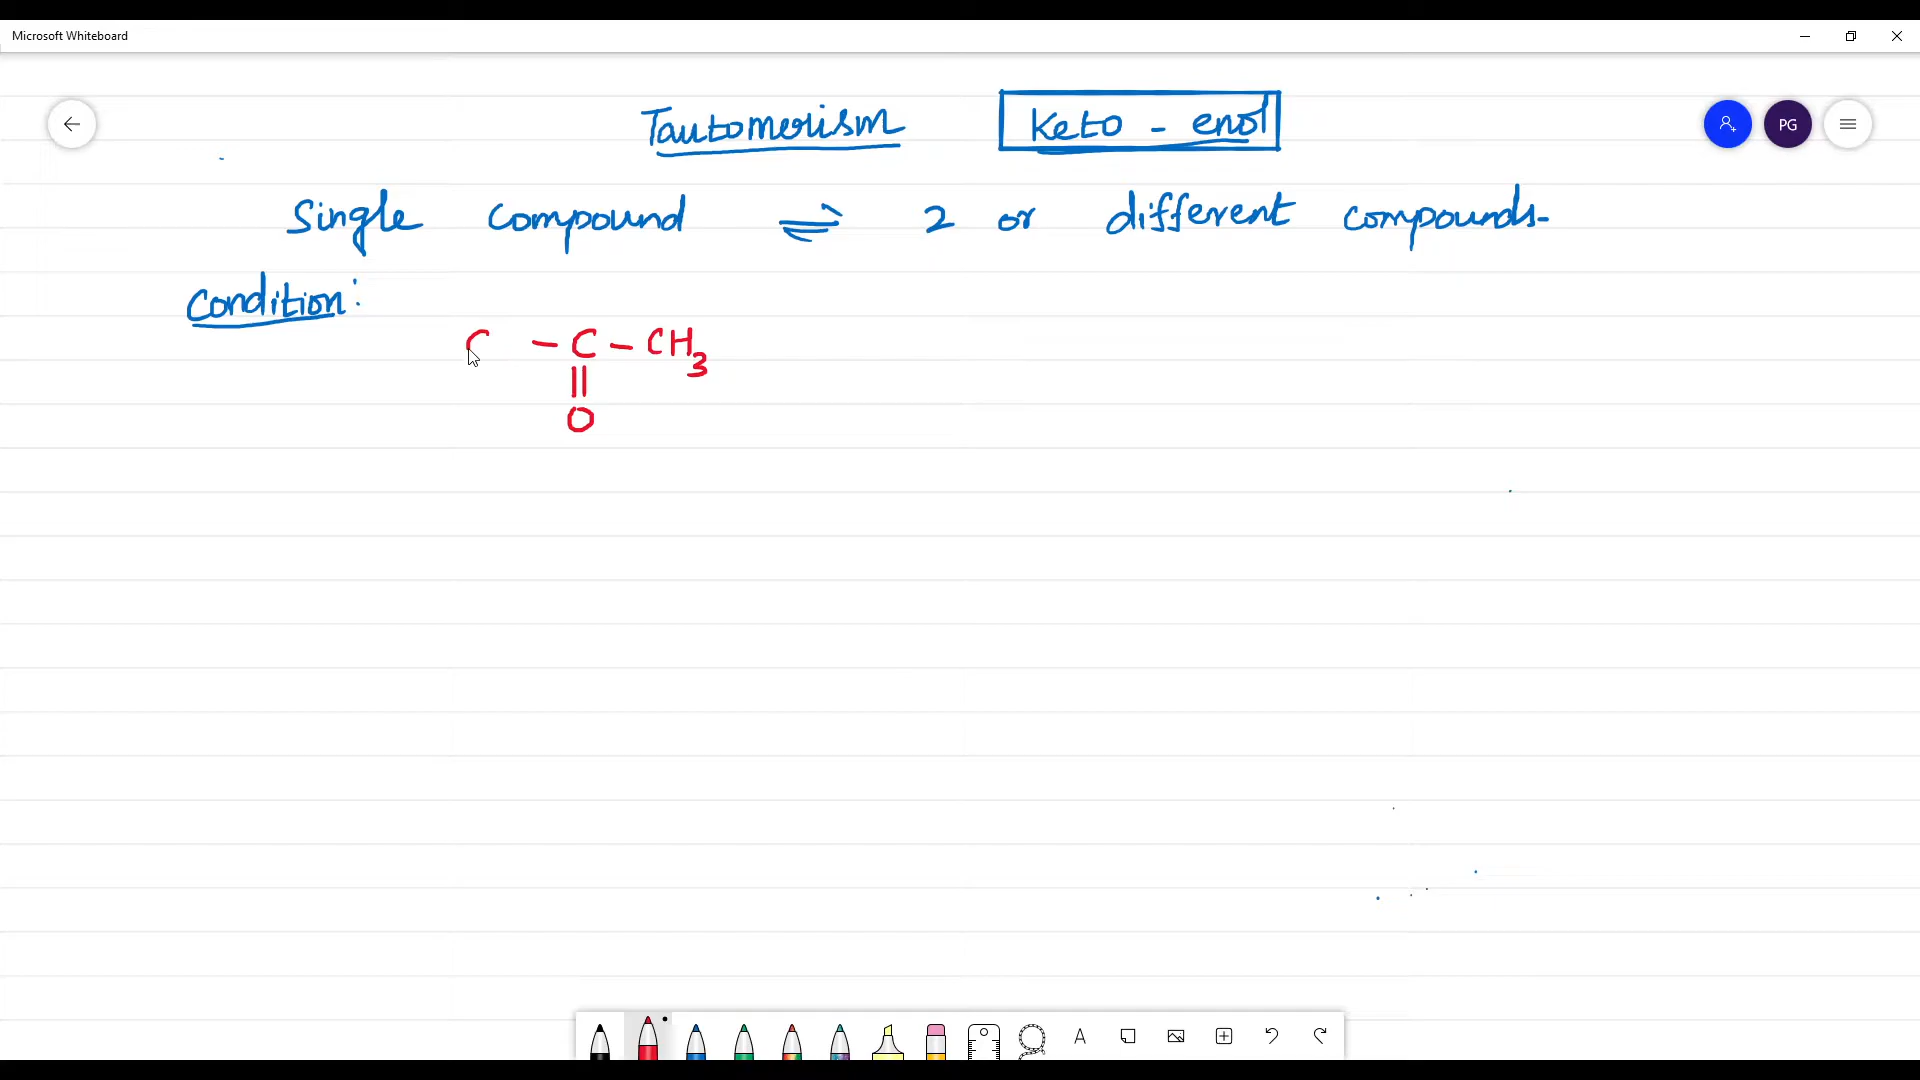 Microsoft Whiteboard
Tautomerism Keto - enol
PG
Single compound ⇌ 2 or different compounds.
Condition:
C - C - CH3
||
O
A